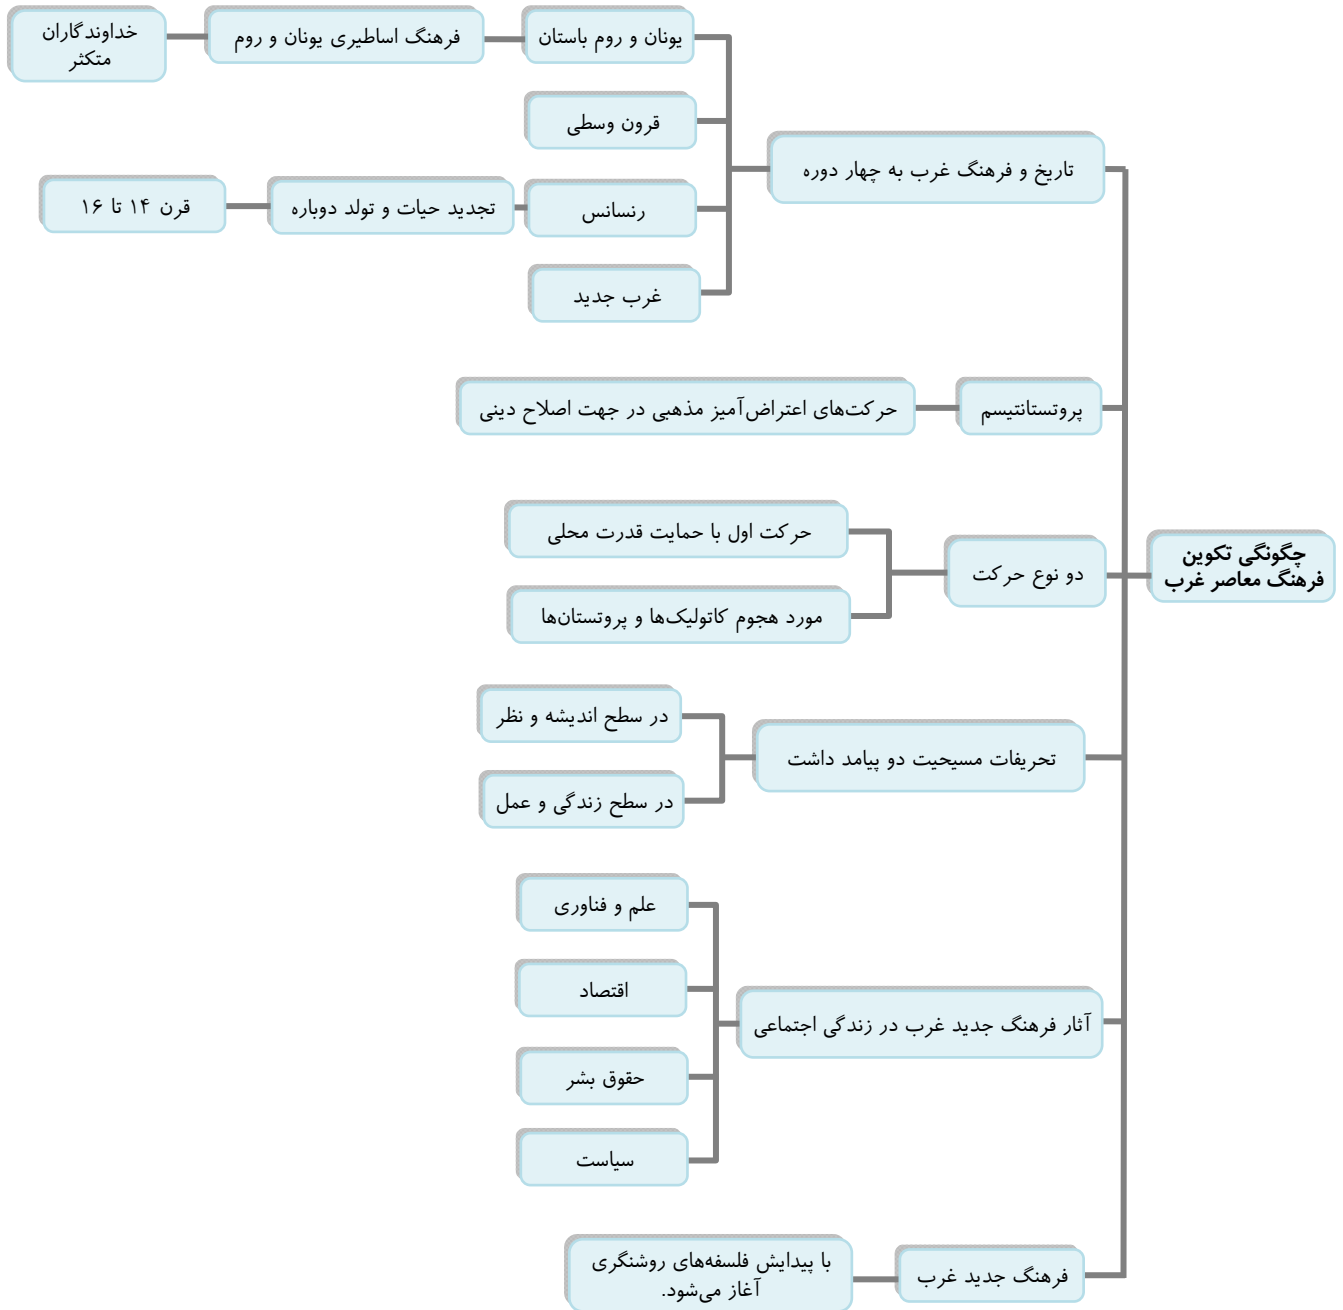 چگونگی تکوین
فرهنگ معاصر غرب
تاریخ و فرهنگ غرب به چهار دوره
یونان و روم باستان
فرهنگ اساطیری یونان و روم
خداوندگاران
متکثر
قرون وسطی
رنسانس
تجدید حیات و تولد دوباره
قرن ۱۴ تا ۱۶
غرب جدید
پروتستانتیسم
حرکت‌های اعتراض‌آمیز مذهبی در جهت اصلاح دینی
دو نوع حرکت
حرکت اول با حمایت قدرت محلی
مورد هجوم کاتولیک‌ها و پروتستان‌ها
تحریفات مسیحیت دو پیامد داشت
در سطح اندیشه و نظر
در سطح زندگی و عمل
آثار فرهنگ جدید غرب در زندگی اجتماعی
علم و فناوری
اقتصاد
حقوق بشر
سیاست
فرهنگ جدید غرب
با پیدایش فلسفه‌های روشنگری
آغاز می‌شود.